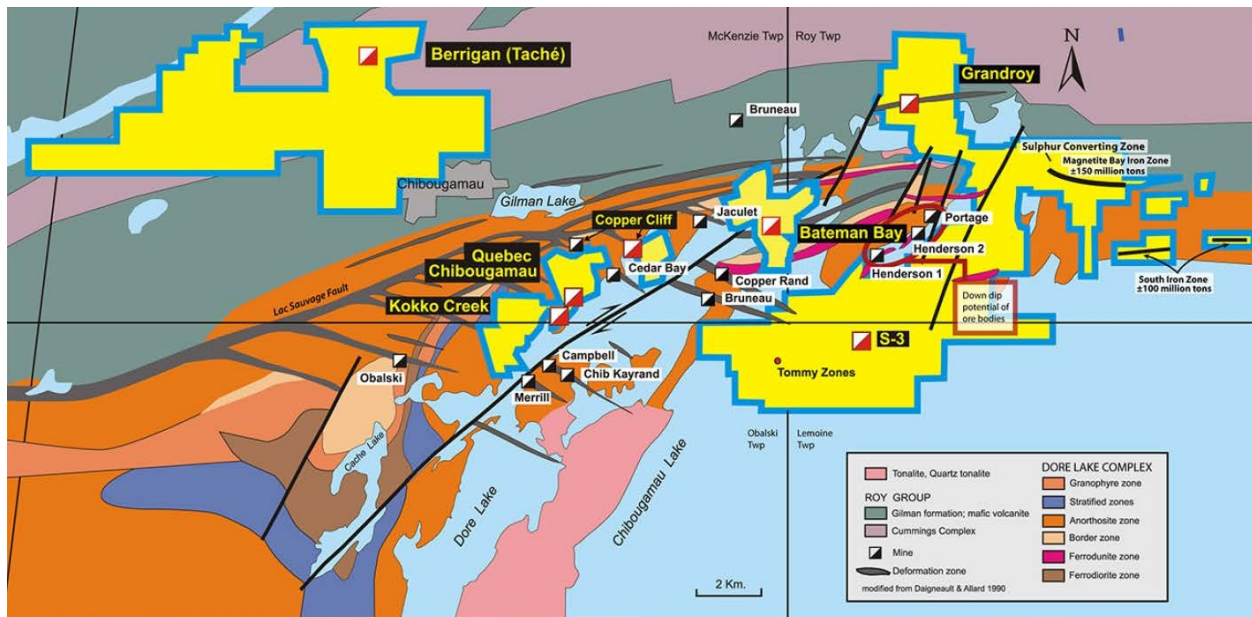 McKenzie Twp
Roy Twp
N
Berrigan (Taché)
Grandroy
Bruneau
Sulphur Converting Zone
Magnetite Bay Iron Zone
±150 million tons
Chibougamau
Gilman Lake
Copper Cliff
Jaculet
Portage
Bateman Bay
Henderson 2
Quebec
Chibougamau
Cedar Bay
Henderson 1
South Iron Zone
±100 million tons
Copper Rand
Kokko Creek
Bruneau
Lac Sauvage Fault
Down dip
potential of
ore bodies
S-3
Campbell
Tommy Zones
Obalski
Chib Kayrand
Merrill
Cache Lake
Dore Lake
Chibougamau Lake
Obalski
Twp
Lemoine
Twp
2 Km.
Tonalite, Quartz tonalite
ROY GROUP
Gilman formation; mafic volcanite
Cummings Complex
Mine
Deformation zone
modified from Daigneault & Allard 1990
DORE LAKE COMPLEX
Granophyre zone
Stratified zones
Anorthosite zone
Border zone
Ferrodunite zone
Ferrodiorite zone